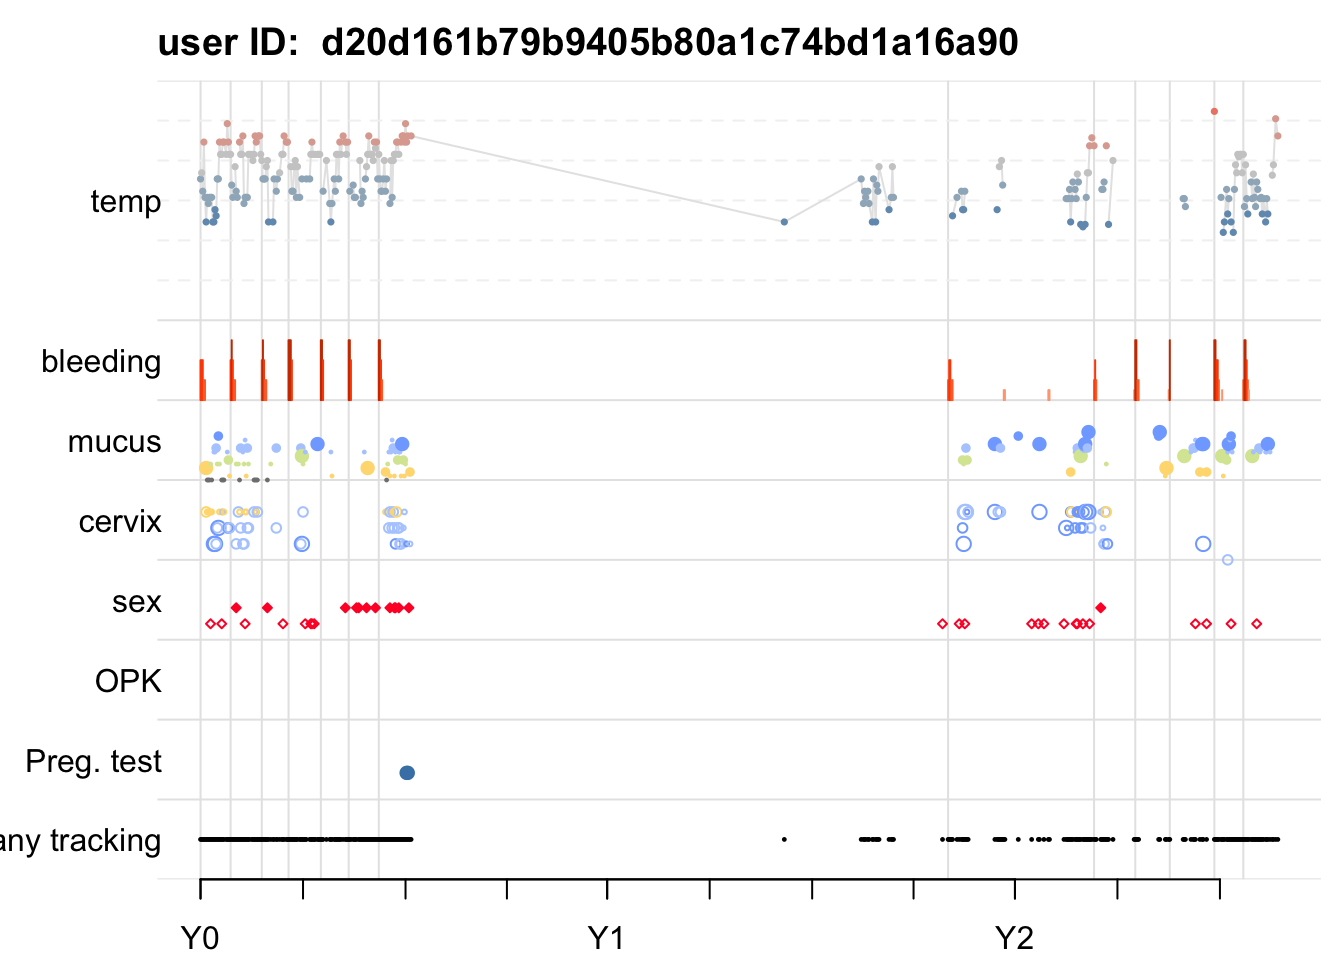 user ID:  d20d161b79b9405b80a1c74bd1a16a90
temp
bleeding
mucus
cervix
sex
OPK
Preg. test
any tracking
Y0 Y1 Y2